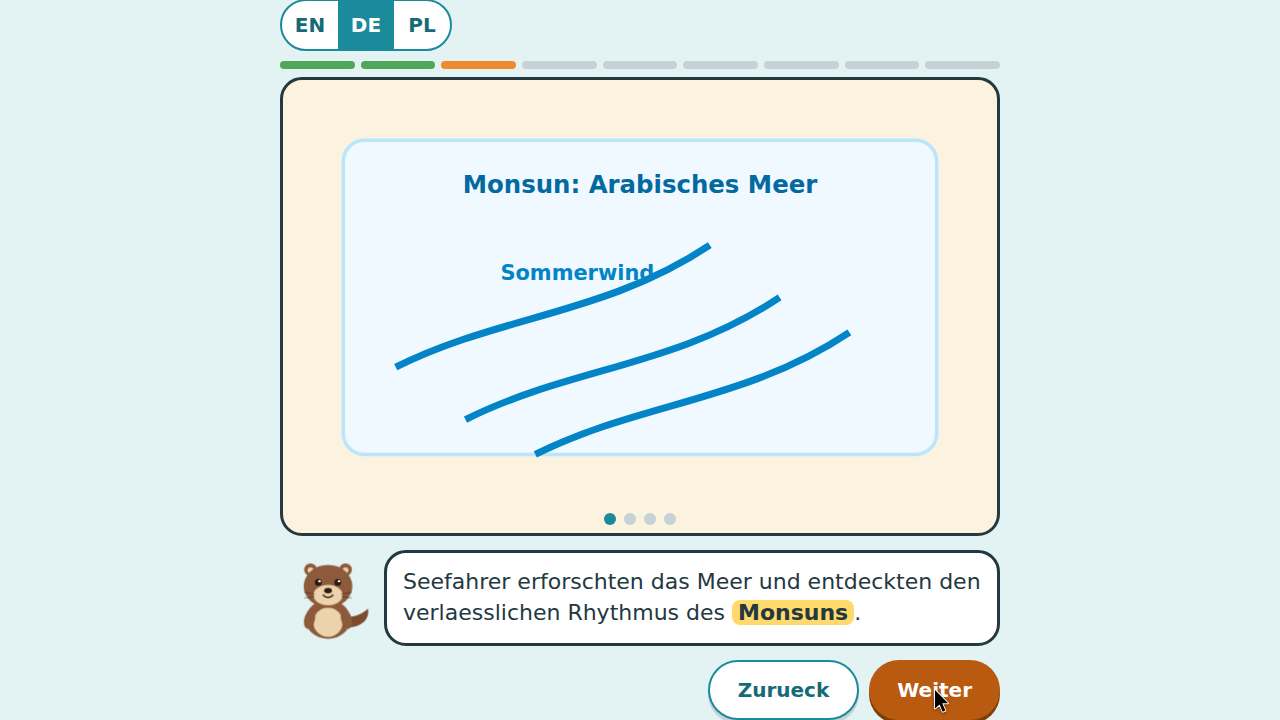 EN DE PL
Monsun: Arabisches Meer
Sommerwind
Seefahrer erforschten das Meer und entdeckten den
verlaesslichen Rhythmus des Monsuns.
Zurueck Weiter